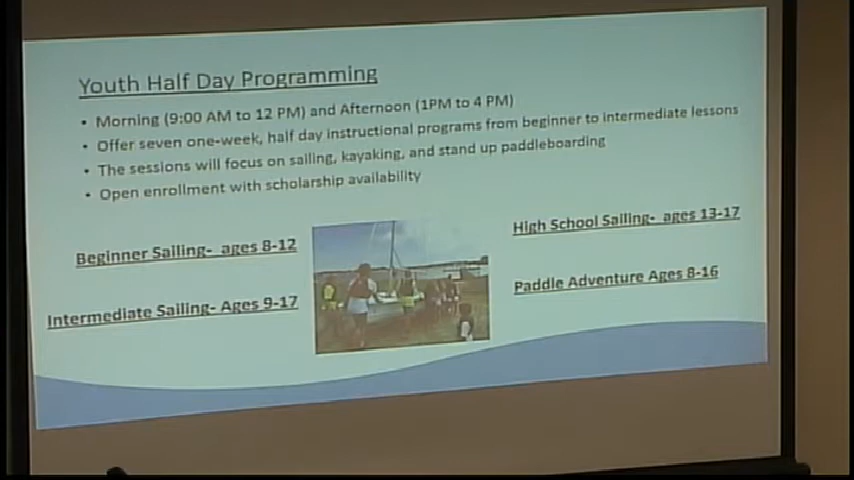 Youth Half Day Programming
• Morning (9:00 AM to 12 PM) and Afternoon (1PM to 4 PM)
• Offer seven one-week, half day instructional programs from beginner to intermediate lessons
• The sessions will focus on sailing, kayaking, and stand up paddleboarding
• Open enrollment with scholarship availability
Beginner Sailing- ages 8-12
Intermediate Sailing- Ages 9-17
High School Sailing- ages 13-17
Paddle Adventure Ages 8-16